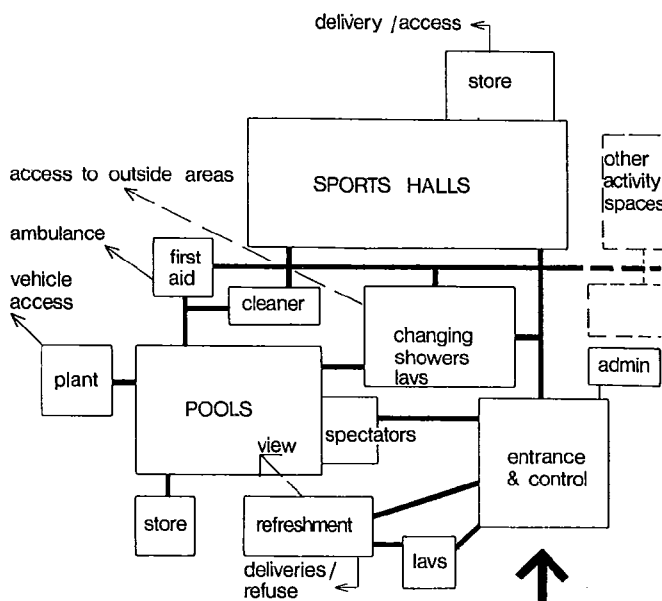 delivery /access
store
SPORTS HALLS
other
activity
spaces
access to outside areas
ambulance
first
aid
vehicle
access
cleaner
changing
showers
lavs
admin
plant
POOLS
view
spectators
entrance
& control
store
refreshment
lavs
deliveries/
refuse